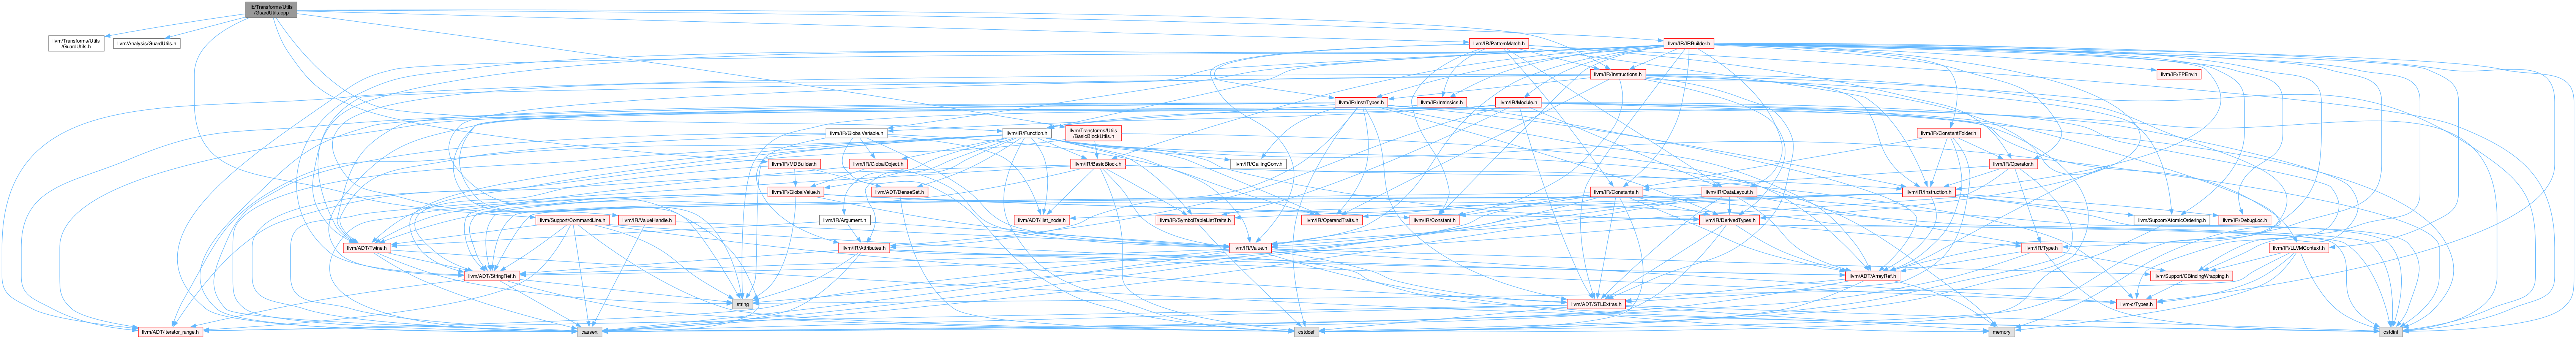 lib/Transforms/Utils
/GuardUtils.cpp
llvm/Transforms/Utils
/GuardUtils.h
llvm/Analysis/GuardUtils.h
llvm/IR/PatternMatch.h
llvm/IR/IRBuilder.h
llvm/IR/Instructions.h
llvm/IR/FPEnv.h
llvm/IR/InstrTypes.h
llvm/IR/Intrinsics.h
llvm/IR/Module.h
llvm/IR/GlobalVariable.h
llvm/IR/Function.h
llvm/Transforms/Utils
/BasicBlockUtils.h
llvm/IR/ConstantFolder.h
llvm/IR/MDBuilder.h
llvm/IR/GlobalObject.h
llvm/IR/BasicBlock.h
llvm/IR/CallingConv.h
llvm/IR/Operator.h
llvm/IR/GlobalValue.h
llvm/ADT/DenseSet.h
llvm/IR/Constants.h
llvm/IR/DataLayout.h
llvm/IR/Instruction.h
llvm/Support/CommandLine.h
llvm/IR/ValueHandle.h
llvm/IR/Argument.h
llvm/ADT/ilist_node.h
llvm/IR/SymbolTableListTraits.h
llvm/IR/OperandTraits.h
llvm/IR/Constant.h
llvm/IR/DerivedTypes.h
llvm/Support/AtomicOrdering.h
llvm/IR/DebugLoc.h
llvm/ADT/Twine.h
llvm/IR/Attributes.h
llvm/IR/Value.h
llvm/IR/Type.h
llvm/IR/LLVMContext.h
llvm/ADT/StringRef.h
llvm/ADT/ArrayRef.h
llvm/Support/CBindingWrapping.h
string
llvm/ADT/STLExtras.h
llvm-c/Types.h
llvm/ADT/iterator_range.h
cassert
cstddef
memory
cstdint